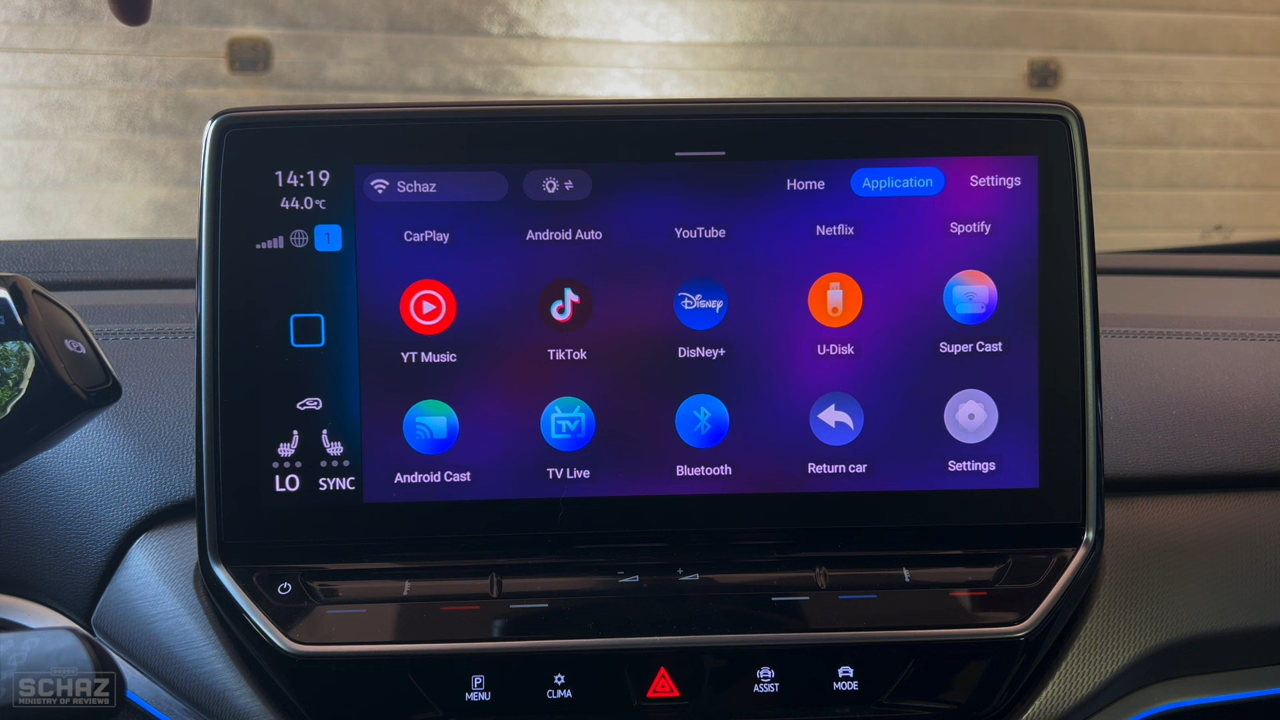 14:19
44.0°C
1
Schaz
Home
Application
Settings
CarPlay
Android Auto
YouTube
Netflix
Spotify
YT Music
TikTok
Disney
DisNey+
U-Disk
Super Cast
Android Cast
TV
TV Live
Bluetooth
Return car
Settings
LO
SYNC
- +
P
MENU
CLIMA
ASSIST
MODE
SCHAZ
MINISTRY OF REVIEWS